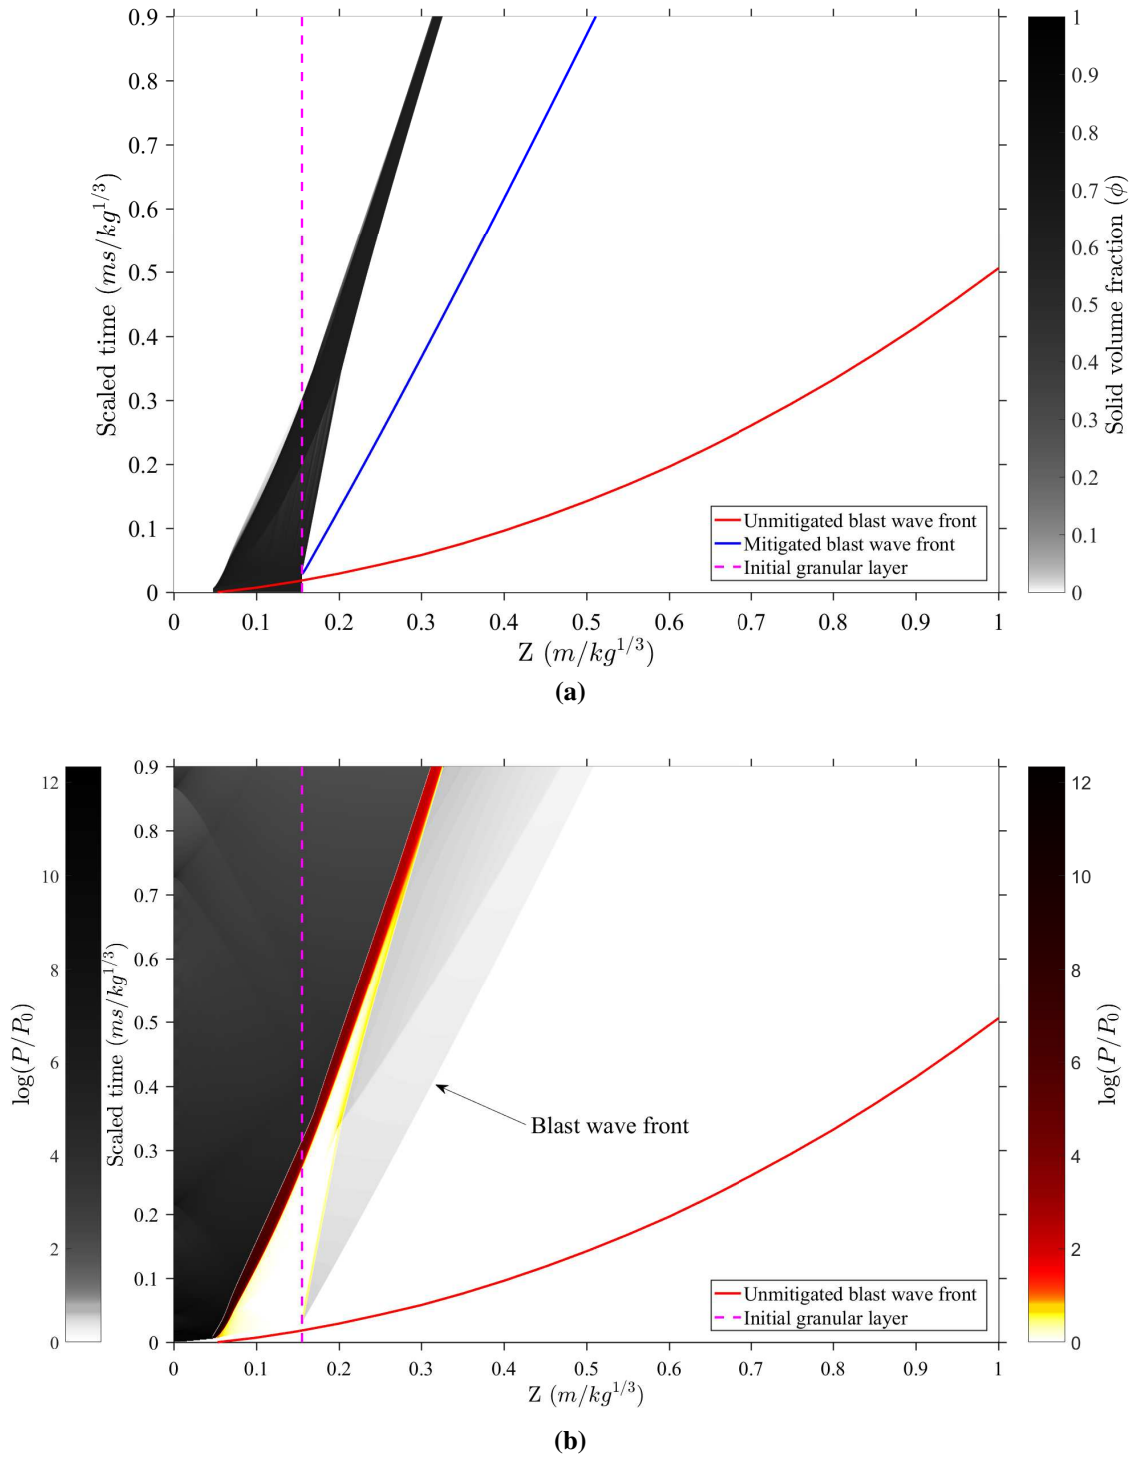 0.9
0.8
0.7
0.6
0.5
0.4
0.3
0.2
0.1
0
Scaled time (ms/kg^{1/3})
0 0.1 0.2 0.3 0.4 0.5 0.6 0.7 0.8 0.9 1
Z (m/kg^{1/3})
Unmitigated blast wave front
Mitigated blast wave front
Initial granular layer
1
0.9
0.8
0.7
0.6
0.5
0.4
0.3
0.2
0.1
0
Solid volume fraction (ϕ)
(a)
12
10
8
6
4
2
0
log(P/P₀)
0.9
0.8
0.7
0.6
0.5
0.4
0.3
0.2
0.1
0
Scaled time (ms/kg^{1/3})
Blast wave front
Unmitigated blast wave front
Initial granular layer
0 0.1 0.2 0.3 0.4 0.5 0.6 0.7 0.8 0.9 1
Z (m/kg^{1/3})
12
10
8
6
4
2
0
log(P/P₀)
(b)